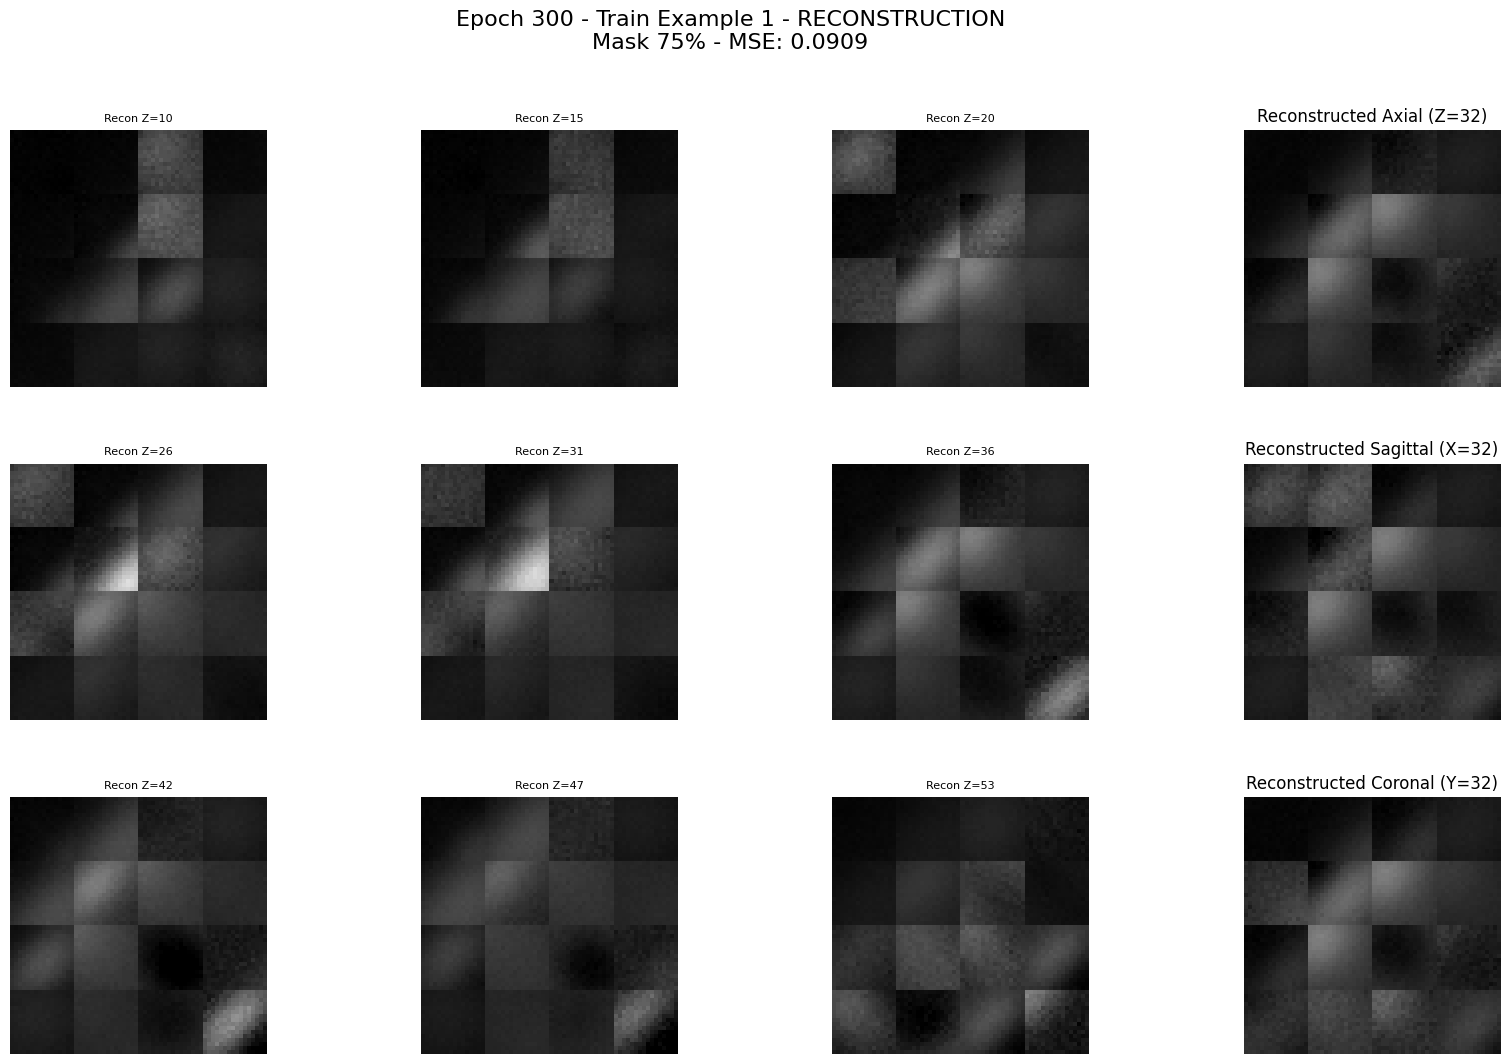 Epoch 300 - Train Example 1 - RECONSTRUCTION
Mask 75% - MSE: 0.0909
Recon Z=10
Recon Z=15
Recon Z=20
Reconstructed Axial (Z=32)
Recon Z=26
Recon Z=31
Recon Z=36
Reconstructed Sagittal (X=32)
Recon Z=42
Recon Z=47
Recon Z=53
Reconstructed Coronal (Y=32)